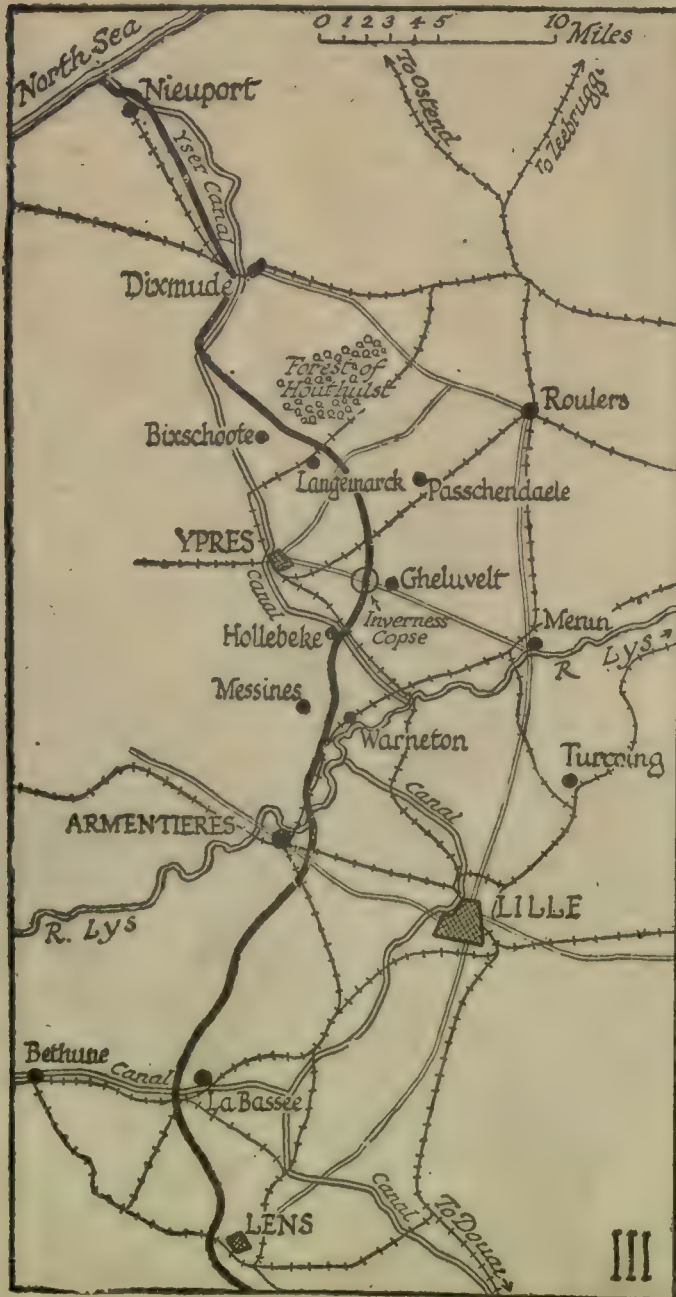 0 1 2 3 4 5 10
Miles
North Sea
To Ostend
To Zeebrugge
Nieuport
Yser Canal
Dixmude
Forest of
Houthulst
Roulers
Bixschoote
Langemarck
Passchendaele
YPRES
Canal
Gheluvelt
Inverness
Copse
Hollebeke
Menin
R Lys
Messines
Warneton
Turcoing
Canal
ARMENTIERES
LILLE
R. Lys
Bethune
Canal
La Bassee
LENS
Canal
To Douai
III